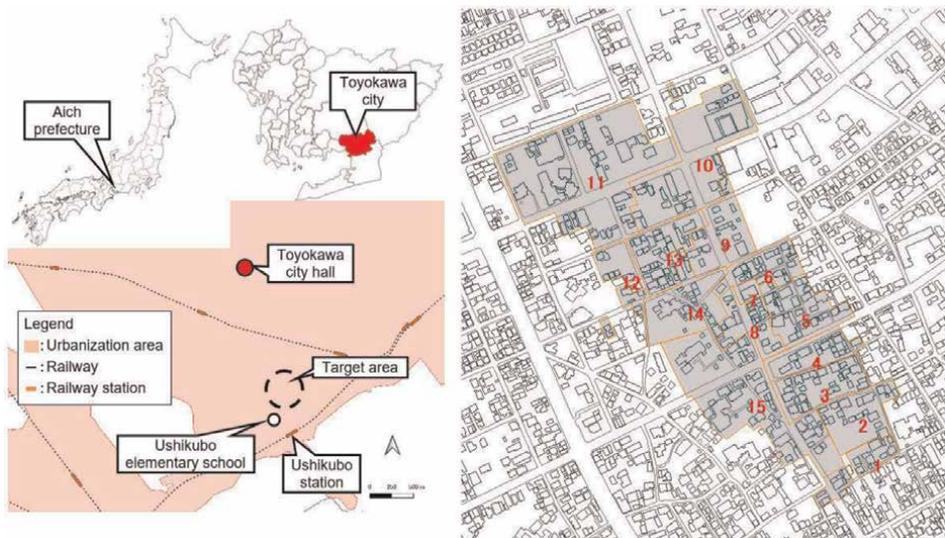 Aich
prefecture
Toyokawa
city
Toyokawa
city hall
Legend
: Urbanization area
: Railway
: Railway station
Target area
Ushikubo
elementary school
Ushikubo
station
0
11
10
9
13
12
6
7
14
8
5
4
3
15
2
1